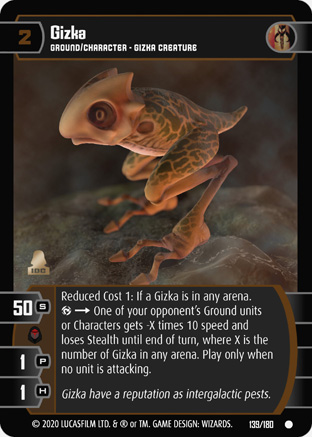 2
Gizka
GROUND/CHARACTER - GIZKA CREATURE
IDC
50 S
1 P
1 H
Reduced Cost 1: If a Gizka is in any arena.
→ One of your opponent's Ground units
or Characters gets -X times 10 speed and
loses Stealth until end of turn, where X is the
number of Gizka in any arena. Play only when
no unit is attacking.
Gizka have a reputation as intergalactic pests.
© 2020 LUCASFILM LTD. & ® or TM. GAME DESIGN: WIZARDS. 139/180